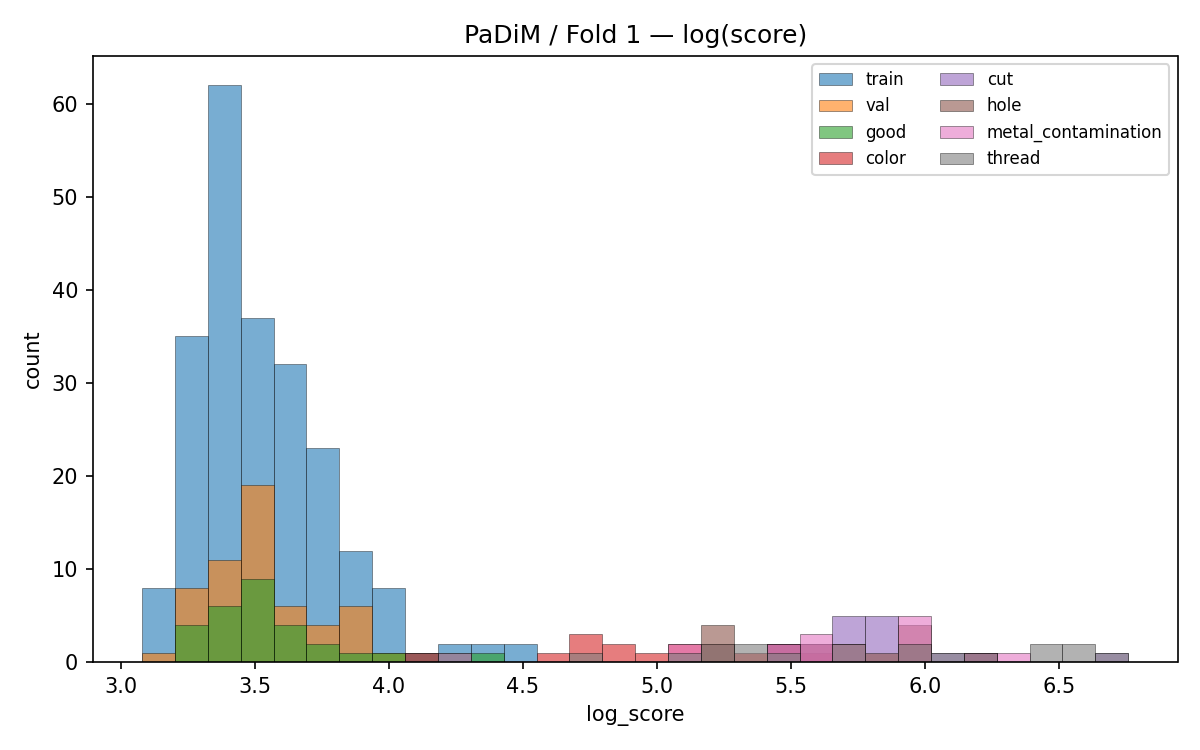 PaDiM / Fold 1 — log(score)
train
val
good
color
cut
hole
metal_contamination
thread
count
60
50
40
30
20
10
0
3.0 3.5 4.0 4.5 5.0 5.5 6.0 6.5
log_score